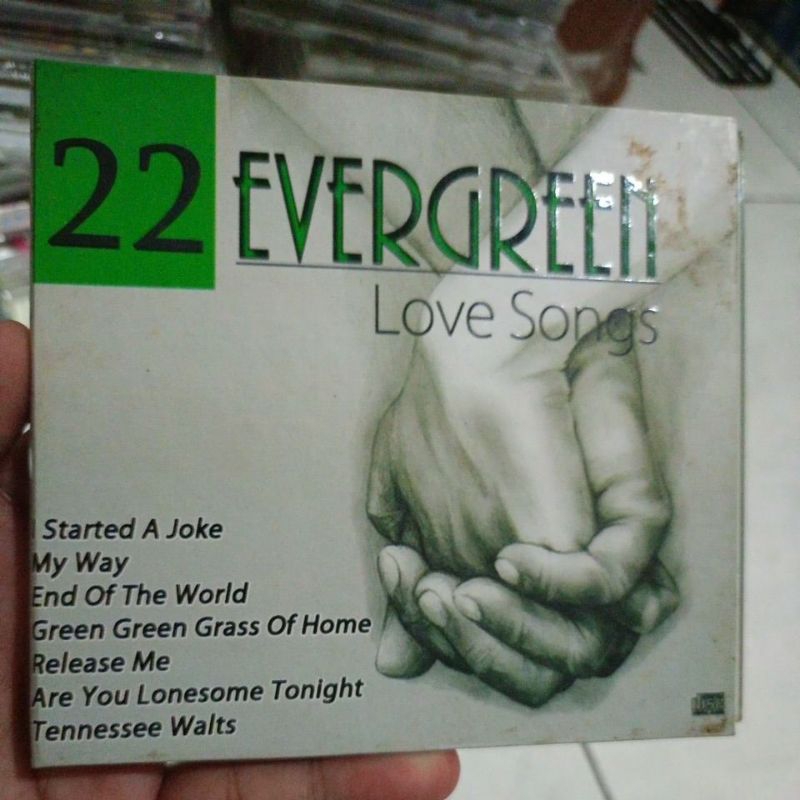 22
EVERGREEN
Love Songs
I Started A Joke
My Way
End Of The World
Green Green Grass Of Home
Release Me
Are You Lonesome Tonight
Tennessee Walts